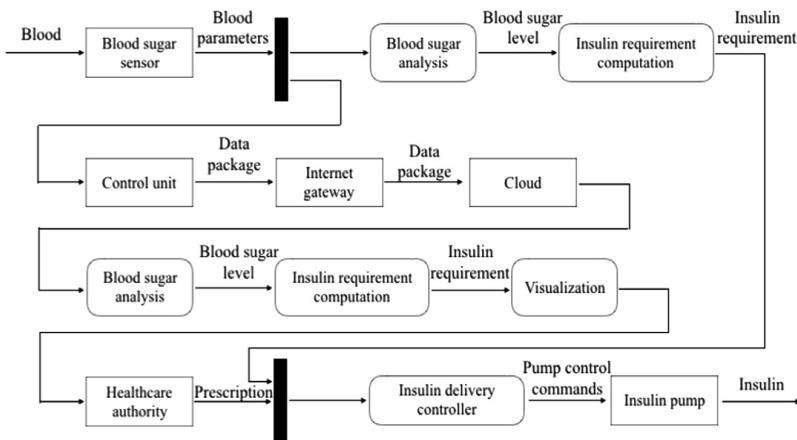 Blood
Blood sugar
sensor
Blood
parameters
Blood sugar
analysis
Blood sugar
level
Insulin requirement
computation
Insulin
requirement
Control unit
Data
package
Internet
gateway
Data
package
Cloud
Blood sugar
analysis
Blood sugar
level
Insulin requirement
computation
Insulin
requirement
Visualization
Healthcare
authority
Prescription
Insulin delivery
controller
Pump control
commands
Insulin pump
Insulin